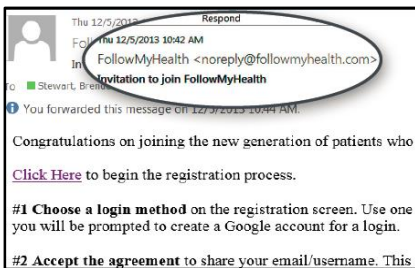 Respond
Thu 12/5/2013
Thu 12/5/2013 10:42 AM
FollowMyHealth <noreply@followmyhealth.com>
Invitation to join FollowMyHealth
To Stewart,
You forwarded this message on 12/5/2013 10:44 AM.
Congratulations on joining the new generation of patients who
Click Here to begin the registration process.
#1 Choose a login method on the registration screen. Use one
you will be prompted to create a Google account for a login.
#2 Accept the agreement to share your email/username. This